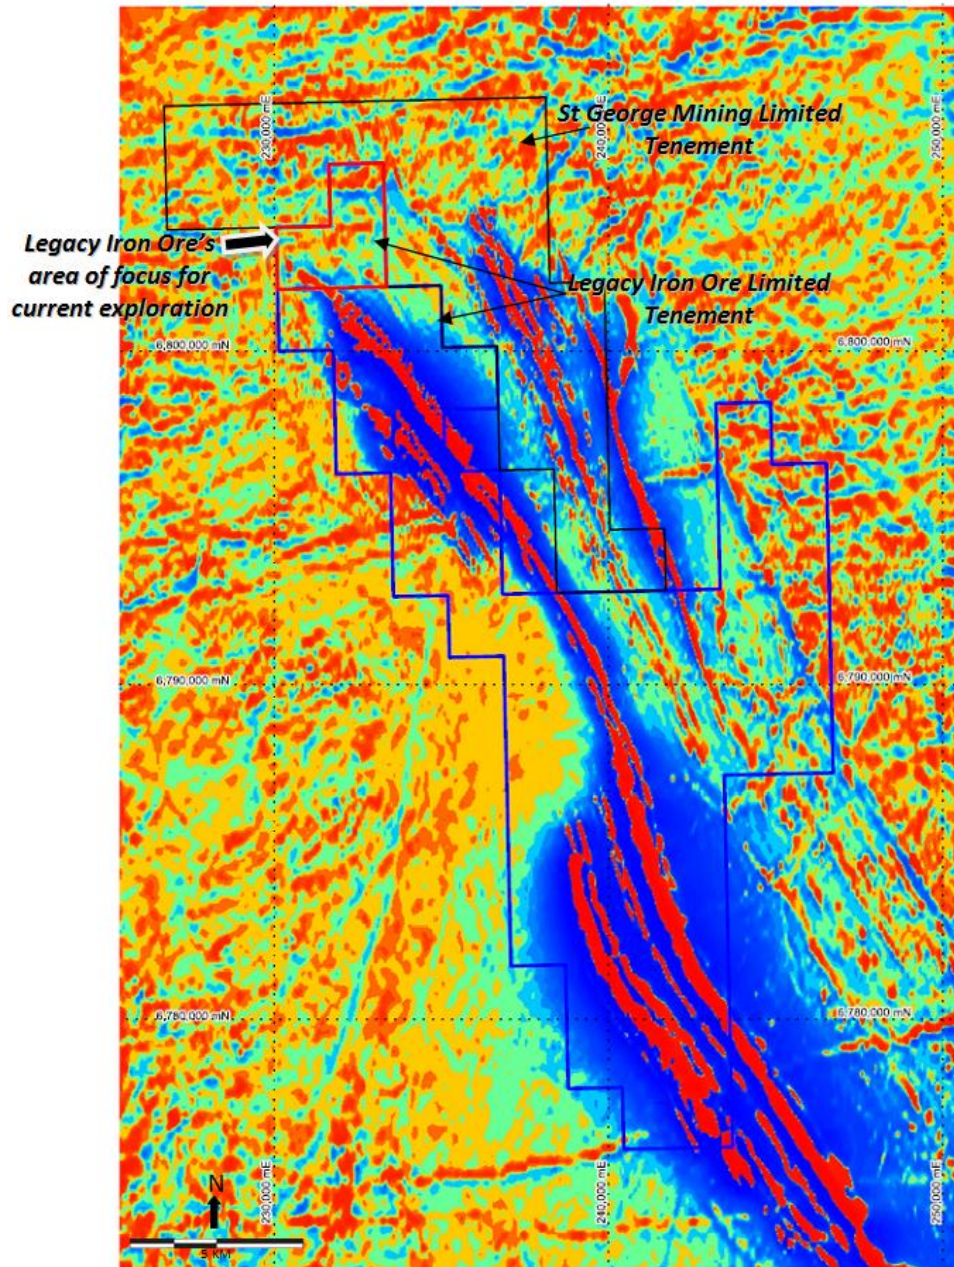 230,000 mE
240,000 mE
250,000 mE
St George Mining Limited
Tenement
Legacy Iron Ore's
area of focus for
current exploration
Legacy Iron Ore Limited
Tenement
6,800,000 mN
6,800,000 mN
6,790,000 mN
6,790,000 mN
6,780,000 mN
6,780,000 mN
N
5 KM
230,000 mE
240,000 mE
250,000 mE